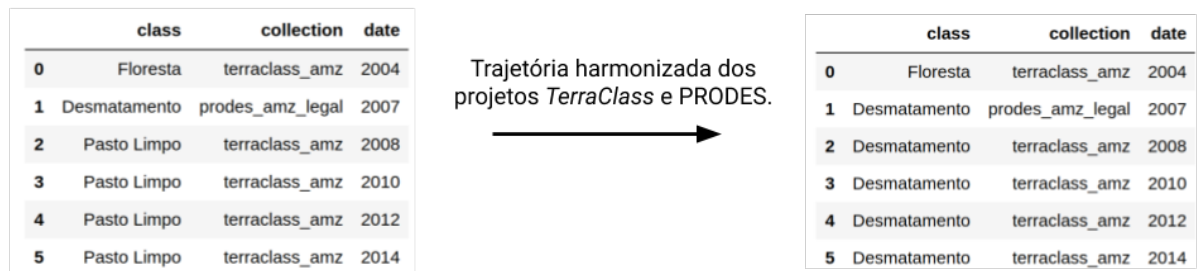 class collection date
0 Floresta terraclass_amz 2004
1 Desmatamento prodes_amz_legal 2007
2 Pasto Limpo terraclass_amz 2008
3 Pasto Limpo terraclass_amz 2010
4 Pasto Limpo terraclass_amz 2012
5 Pasto Limpo terraclass_amz 2014
Trajetória harmonizada dos
projetos TerraClass e PRODES.
class collection date
0 Floresta terraclass_amz 2004
1 Desmatamento prodes_amz_legal 2007
2 Desmatamento terraclass_amz 2008
3 Desmatamento terraclass_amz 2010
4 Desmatamento terraclass_amz 2012
5 Desmatamento terraclass_amz 2014